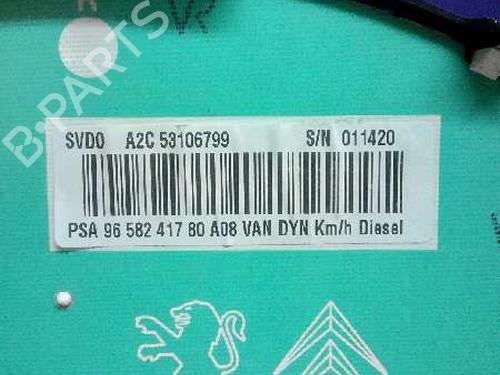 B-PARTS
SVDO A2C 53106799 S/N 011420
PSA 96 582 417 80 A08 VAN DYN Km/h Diesel